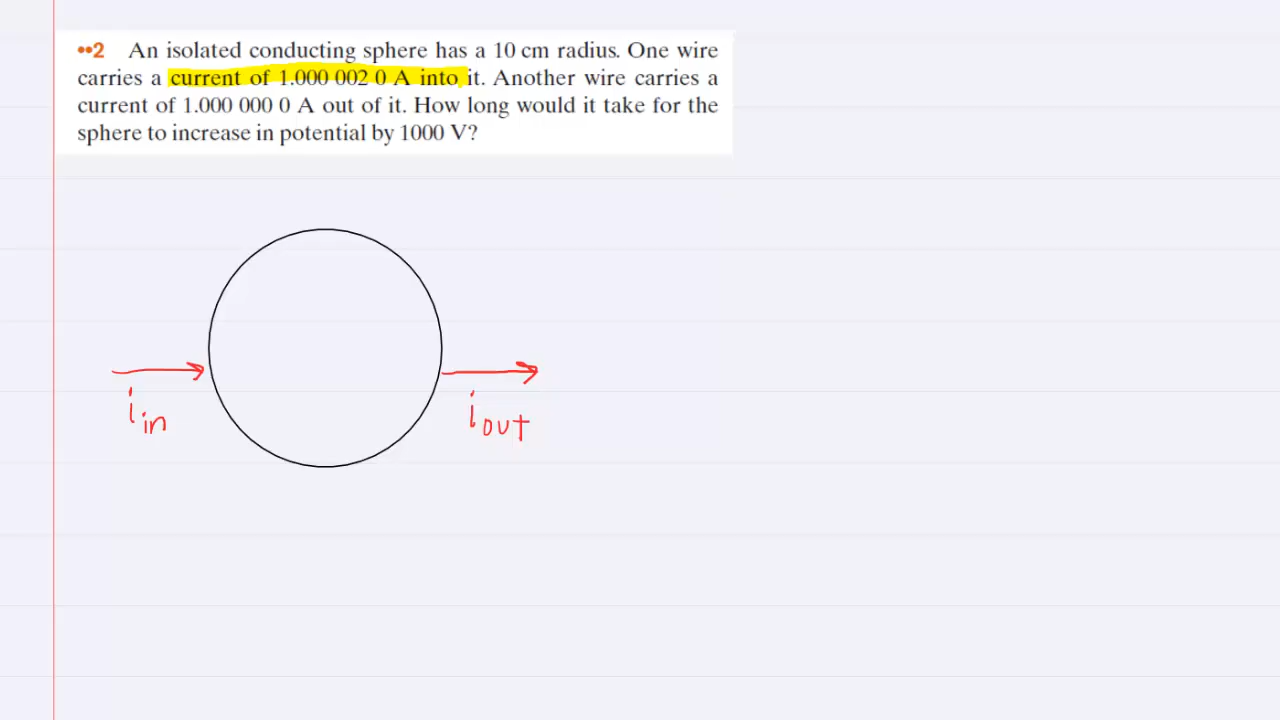 ••2 An isolated conducting sphere has a 10 cm radius. One wire
carries a current of 1.000 002 0 A into it. Another wire carries a
current of 1.000 000 0 A out of it. How long would it take for the
sphere to increase in potential by 1000 V?
i in
i out